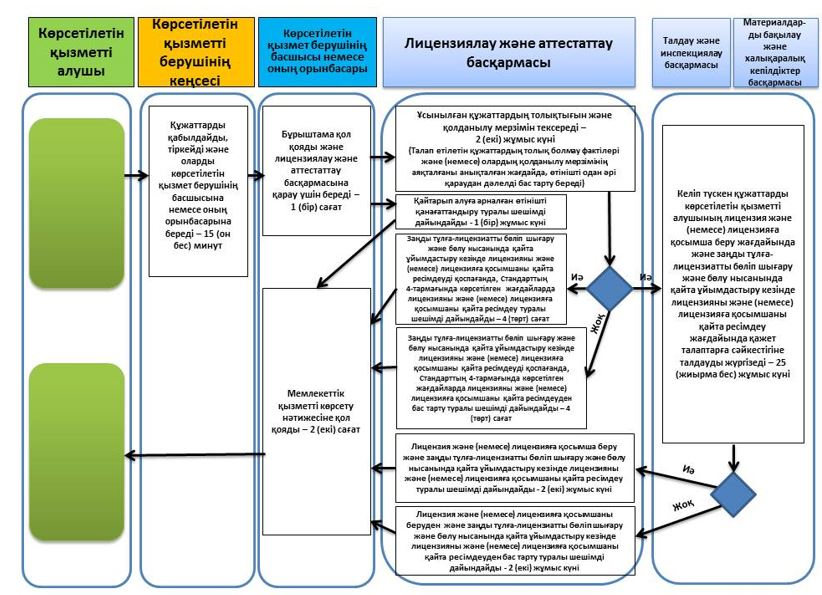 Көрсетілетін
қызметті
алушы
Көрсетілетін
қызметті
берушінің
кеңсесі
Көрсетілетін
қызмет берушінің
басшысы немесе
оның орынбасары
Лицензиялау және аттестаттау
басқармасы
Талдау және
инспекциялау
басқармасы
Материалдар-
ды бақылау
және
халықаралық
кепілдіктер
басқармасы
Құжаттарды
қабылдайды,
тіркейді және
оларды
көрсетілетін
қызмет берушінің
басшысына
немесе оның
орынбасарына
береді – 15 (он
бес) минут
Бұрыштама қол
қояды және
лицензиялау және
аттестаттау
басқармасына
қарау үшін береді –
1 (бір) сағат
Ұсынылған құжаттардың толықтығын және
қолданылу мерзімін тексереді –
2 (екі) жұмыс күні
(Талап етілетін құжаттардың толық болмау фактілері
және (немесе) олардың қолданылу мерзімінің
аяқталғаны анықталған жағдайда, өтінішті одан әрі
қараудан дәлелді бас тарту береді)
Қайтарып алуға арналған өтінішті
қанағаттандыру туралы шешімді
дайындайды - 1 (бір) жұмыс күні
Заңды тұлға-лицензиатты бөліп шығару
және бөлу нысанында қайта
ұйымдастыру кезінде лицензияны және
(немесе) лицензияға қосымшаны қайта
ресімдеуді қоспағанда, Стандарттың
4-тармағында көрсетілген жағдайларда
лицензияны және (немесе) лицензияға
қосымшаны қайта ресімдеу туралы
шешімді дайындайды – 4 (төрт) сағат
Иә
Иә
Жоқ
Заңды тұлға-лицензиатты бөліп шығару және
бөлу нысанында қайта ұйымдастыру кезінде
лицензияны және (немесе) лицензияға
қосымшаны қайта ресімдеуді қоспағанда,
Стандарттың 4-тармағында көрсетілген
жағдайларда лицензияны және (немесе)
лицензияға қосымшаны қайта ресімдеуден
бас тарту туралы шешімді дайындайды – 4
(төрт) сағат
Келіп түскен құжаттарды
көрсетілетін қызметті
алушының лицензия және
(немесе) лицензияға
қосымша беру жағдайында
және заңды тұлға-
лицензиатты бөліп шығару
және бөлу нысанында
қайта ұйымдастыру кезінде
лицензияны және (немесе)
лицензияға қосымшаны
қайта ресімдеу
жағдайында қажет
талаптарға сәйкестігіне
талдауды жүргізеді – 25
(жиырма бес) жұмыс күні
Мемлекеттік
қызметті көрсету
нәтижесіне қол
қояды – 2 (екі) сағат
Лицензия және (немесе) лицензияға қосымша беру
және заңды тұлға-лицензиатты бөліп шығару және бөлу
нысанында қайта ұйымдастыру кезінде лицензияны
және (немесе) лицензияға қосымшаны қайта ресімдеу
туралы шешімді дайындайды - 2 (екі) жұмыс күні
Иә
Жоқ
Лицензия және (немесе) лицензияға қосымшаны
беруден және заңды тұлға-лицензиатты бөліп шығару
және бөлу нысанында қайта ұйымдастыру кезінде
лицензияны және (немесе) лицензияға қосымшаны
қайта ресімдеуден бас тарту туралы шешімді
дайындайды - 2 (екі) жұмыс күні